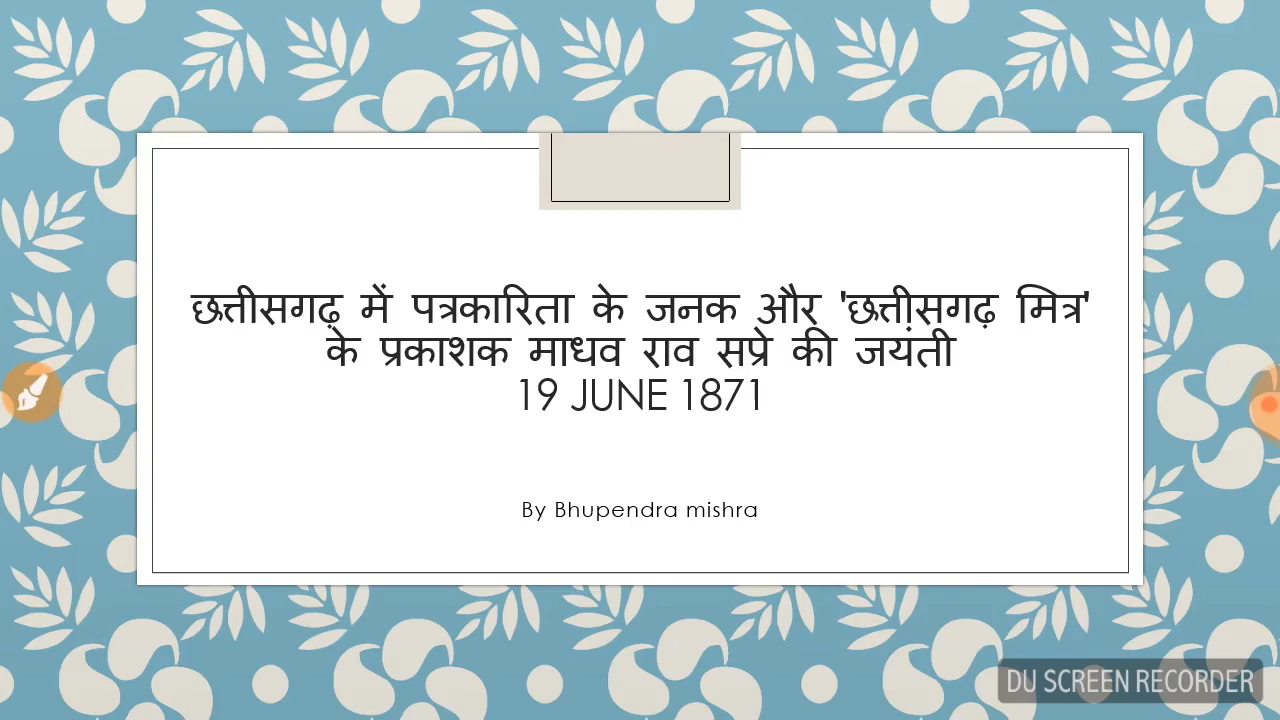 छत्तीसगढ़ में पत्रकारिता के जनक और 'छत्तीसगढ़ मित्र'
के प्रकाशक माधव राव सप्रे की जयंती
19 JUNE 1871
By Bhupendra mishra
DU SCREEN RECORDER